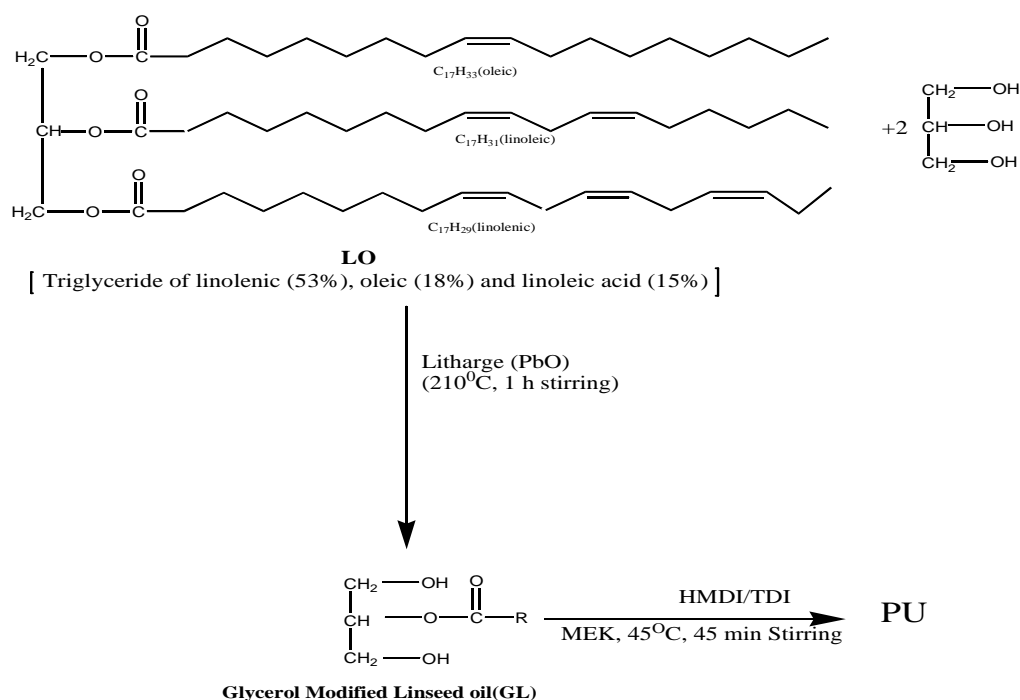 O
H₂C—O—C
C₁₇H₃₃(oleic)
O
CH—O—C
C₁₇H₃₁(linoleic)
O
H₂C—O—C
C₁₇H₂₉(linolenic)
+2
CH₂—OH
CH—OH
CH₂—OH
LO
[ Triglyceride of linolenic (53%), oleic (18%) and linoleic acid (15%) ]
Litharge (PbO)
(210⁰C, 1 h stirring)
CH₂—OH
O
CH—O—C—R
CH₂—OH
Glycerol Modified Linseed oil(GL)
HMDI/TDI
MEK, 45ᴼC, 45 min Stirring
PU